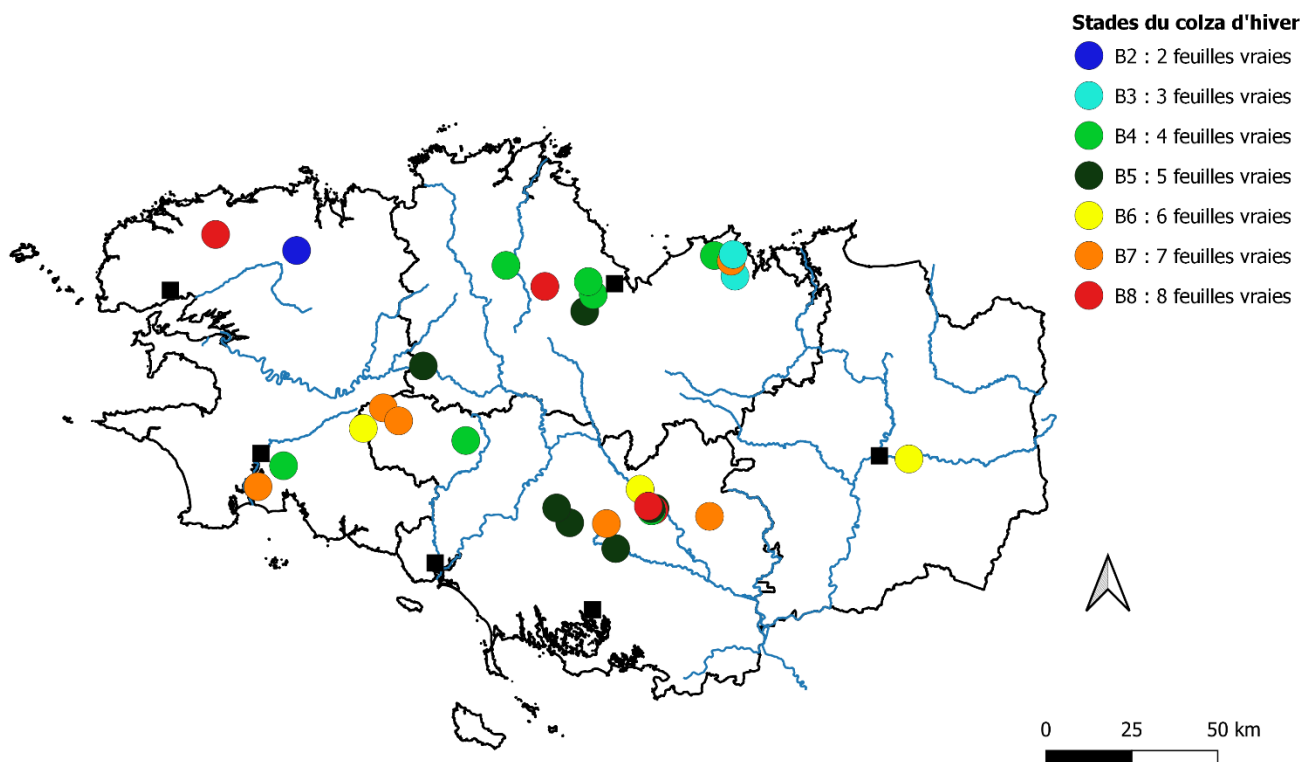 Stades du colza d'hiver
B2 : 2 feuilles vraies
B3 : 3 feuilles vraies
B4 : 4 feuilles vraies
B5 : 5 feuilles vraies
B6 : 6 feuilles vraies
B7 : 7 feuilles vraies
B8 : 8 feuilles vraies
0 25 50 km